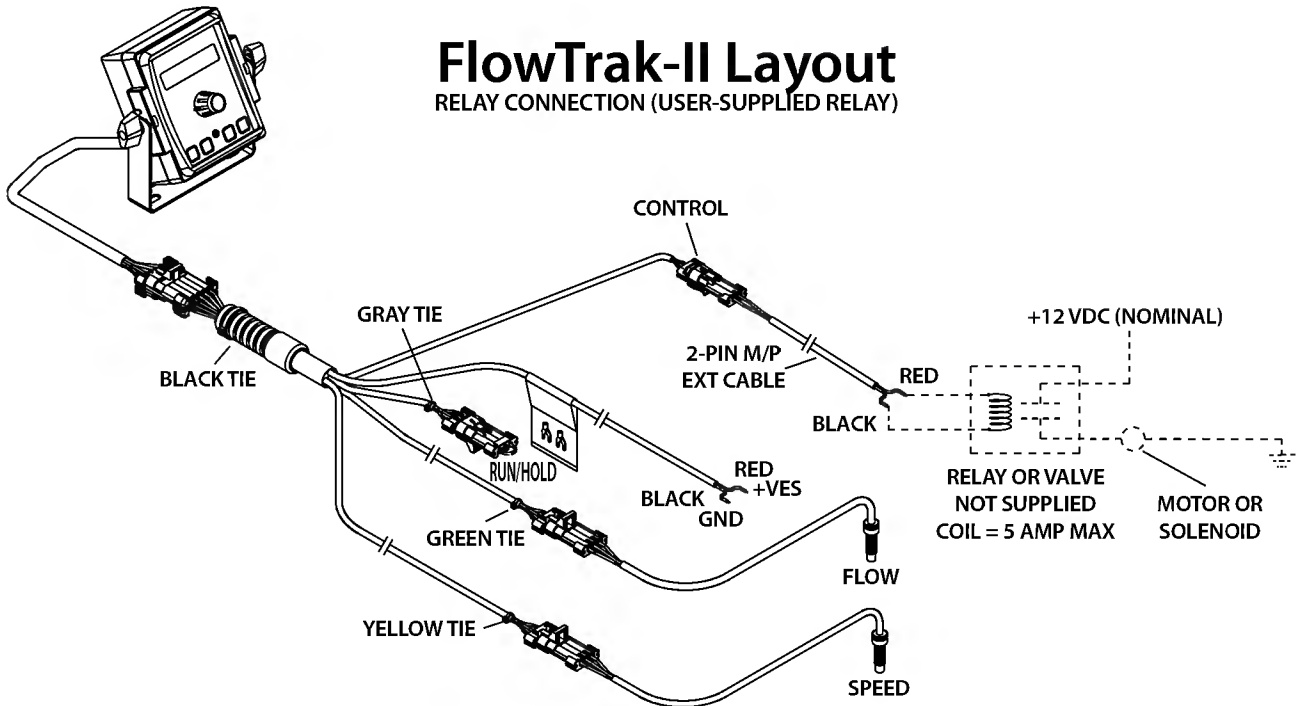 FlowTrak-II Layout
RELAY CONNECTION (USER-SUPPLIED RELAY)
CONTROL
+12 VDC (NOMINAL)
GRAY TIE
2-PIN M/P
EXT CABLE
BLACK TIE
RED
BLACK
RUN/HOLD
RED
+VES
BLACK
GND
RELAY OR VALVE
NOT SUPPLIED
COIL = 5 AMP MAX
MOTOR OR
SOLENOID
GREEN TIE
FLOW
YELLOW TIE
SPEED